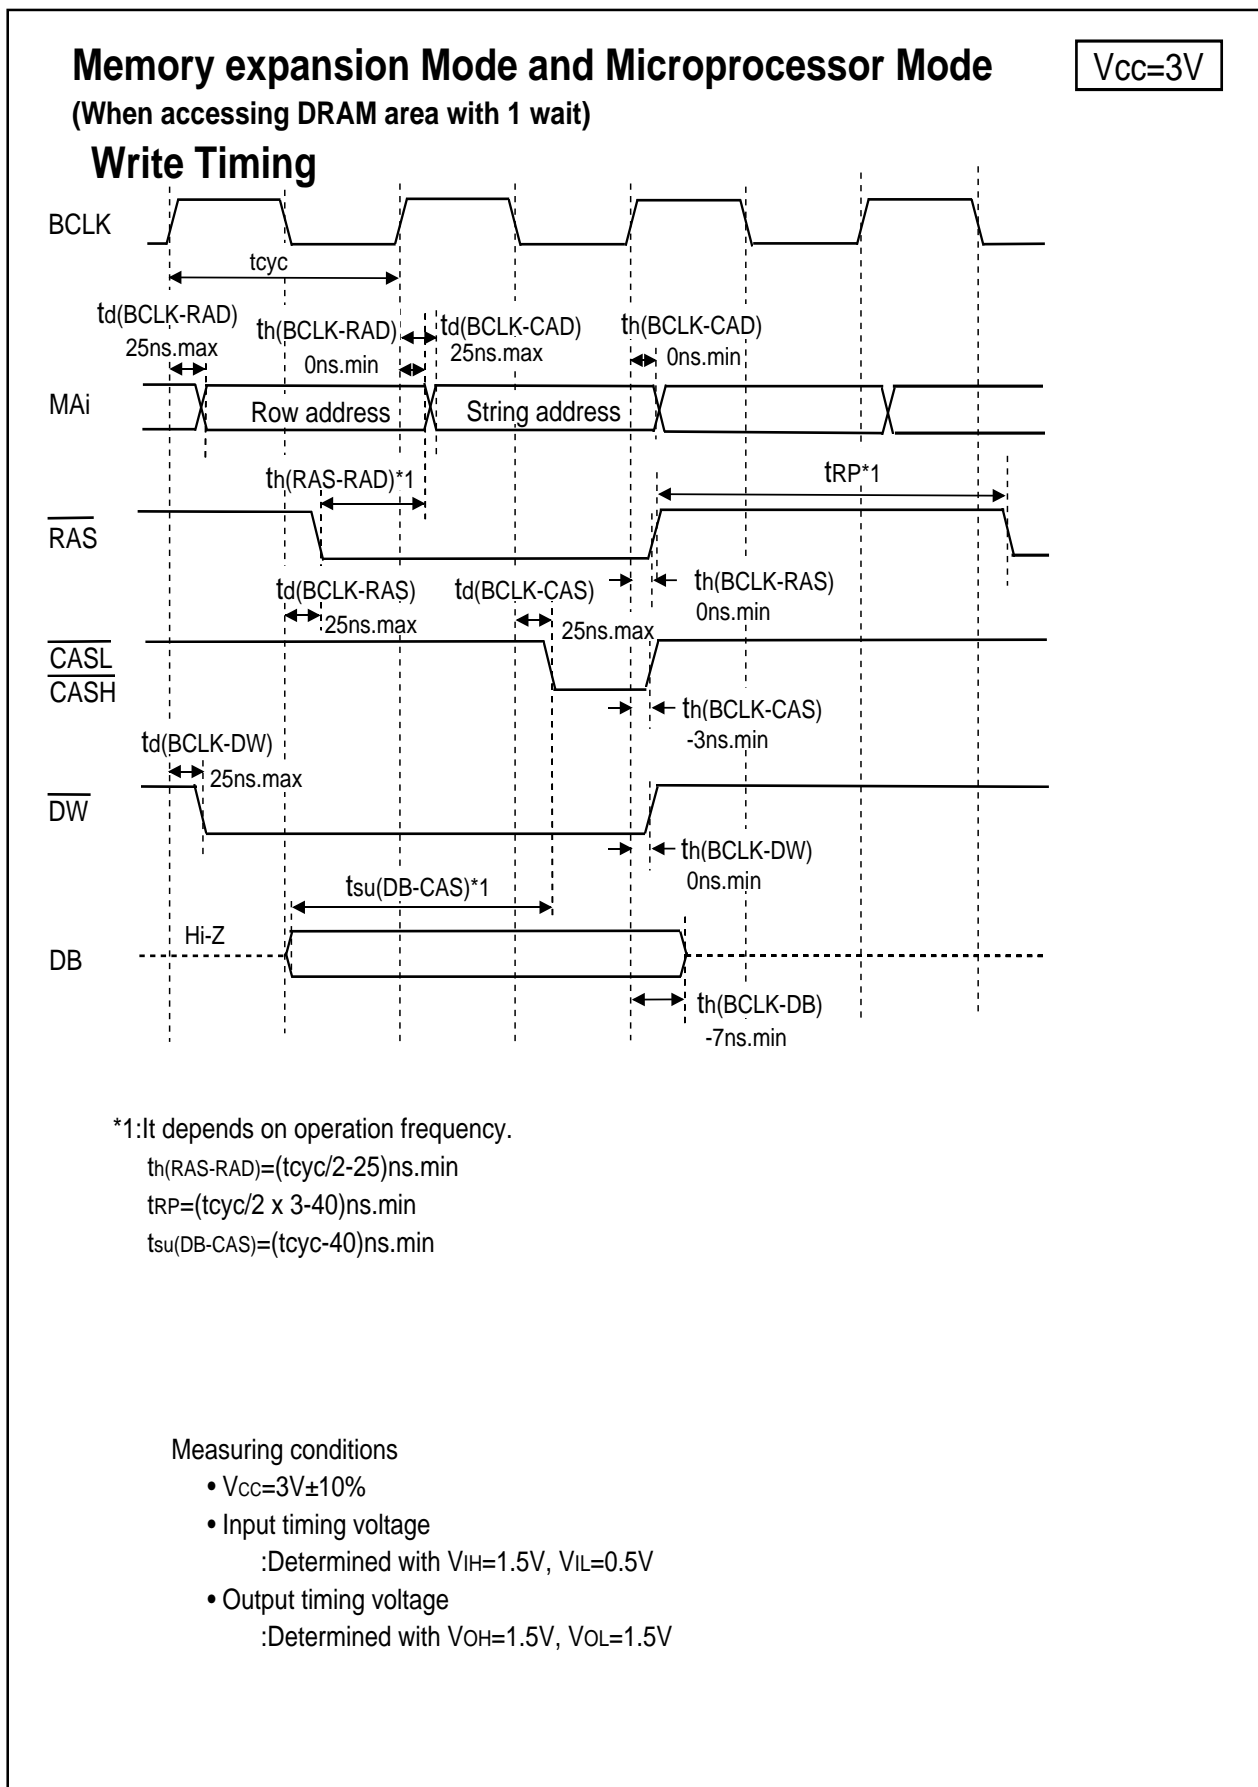 Memory expansion Mode and Microprocessor Mode
Vcc=3V
(When accessing DRAM area with 1 wait)
Write Timing
BCLK
tcyc
td(BCLK-RAD)
25ns.max
th(BCLK-RAD)
0ns.min
td(BCLK-CAD)
25ns.max
th(BCLK-CAD)
0ns.min
MAi
Row address
String address
th(RAS-RAD)*1
tRP*1
RAS
td(BCLK-RAS)
25ns.max
td(BCLK-CAS)
25ns.max
th(BCLK-RAS)
0ns.min
CASL
CASH
th(BCLK-CAS)
-3ns.min
td(BCLK-DW)
25ns.max
DW
th(BCLK-DW)
0ns.min
tsu(DB-CAS)*1
Hi-Z
DB
th(BCLK-DB)
-7ns.min
*1:It depends on operation frequency.
th(RAS-RAD)=(tcyc/2-25)ns.min
tRP=(tcyc/2 x 3-40)ns.min
tsu(DB-CAS)=(tcyc-40)ns.min
Measuring conditions
• VCC=3V±10%
• Input timing voltage
:Determined with VIH=1.5V, VIL=0.5V
• Output timing voltage
:Determined with VOH=1.5V, VOL=1.5V